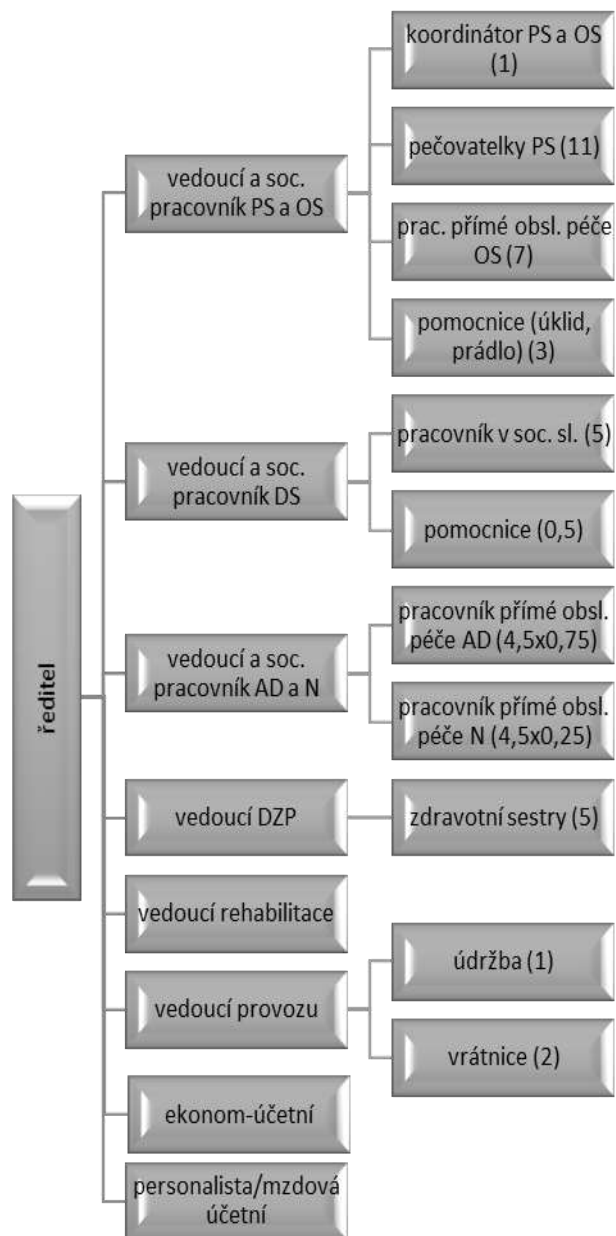 ředitel
vedoucí a soc.
pracovník PS a OS
koordinátor PS a OS
(1)
pečovatelky PS (11)
prac. přímé obsl. péče
OS (7)
pomocnice (úklid,
prádlo) (3)
vedoucí a soc.
pracovník DS
pracovník v soc. sl. (5)
pomocnice (0,5)
vedoucí a soc.
pracovník AD a N
pracovník přímé obsl.
péče AD (4,5x0,75)
pracovník přímé obsl.
péče N (4,5x0,25)
vedoucí DZP
zdravotní sestry (5)
vedoucí rehabilitace
vedoucí provozu
údržba (1)
vrátnice (2)
ekonom-účetní
personalista/mzdová
účetní